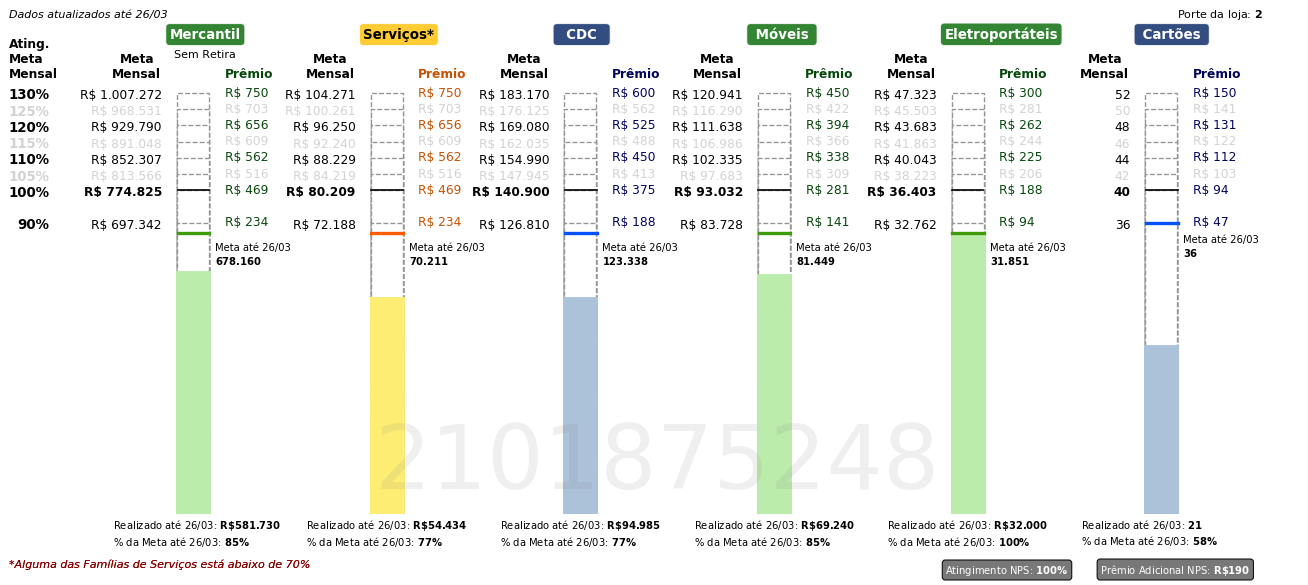 Dados atualizados até 26/03
Porte da loja: 2
Mercantil Serviços* CDC Móveis Eletroportáteis Cartões
Sem Retira
Ating. Meta Mensal
Meta Mensal Prêmio Meta Mensal Prêmio Meta Mensal Prêmio Meta Mensal Prêmio Meta Mensal Prêmio Meta Mensal Prêmio
130% R$ 1.007.272 R$ 750 R$ 104.271 R$ 750 R$ 183.170 R$ 600 R$ 120.941 R$ 450 R$ 47.323 R$ 300 52 R$ 150
125% R$ 968.531 R$ 703 R$ 100.261 R$ 703 R$ 176.125 R$ 562 R$ 116.290 R$ 422 R$ 45.503 R$ 281 50 R$ 141
120% R$ 929.790 R$ 656 R$ 96.250 R$ 656 R$ 169.080 R$ 525 R$ 111.638 R$ 394 R$ 43.683 R$ 262 48 R$ 131
115% R$ 891.048 R$ 609 R$ 92.240 R$ 609 R$ 162.035 R$ 488 R$ 106.986 R$ 366 R$ 41.863 R$ 244 46 R$ 122
110% R$ 852.307 R$ 562 R$ 88.229 R$ 562 R$ 154.990 R$ 450 R$ 102.335 R$ 338 R$ 40.043 R$ 225 44 R$ 112
105% R$ 813.566 R$ 516 R$ 84.219 R$ 516 R$ 147.945 R$ 413 R$ 97.683 R$ 309 R$ 38.223 R$ 206 42 R$ 103
100% R$ 774.825 R$ 469 R$ 80.209 R$ 469 R$ 140.900 R$ 375 R$ 93.032 R$ 281 R$ 36.403 R$ 188 40 R$ 94
90% R$ 697.342 R$ 234 R$ 72.188 R$ 234 R$ 126.810 R$ 188 R$ 83.728 R$ 141 R$ 32.762 R$ 94 36 R$ 47
Meta até 26/03 Meta até 26/03 Meta até 26/03 Meta até 26/03 Meta até 26/03 Meta até 26/03
678.160 70.211 123.338 81.449 31.851 36
2101875248
Realizado até 26/03: R$581.730 Realizado até 26/03: R$54.434 Realizado até 26/03: R$94.985 Realizado até 26/03: R$69.240 Realizado até 26/03: R$32.000 Realizado até 26/03: 21
% da Meta até 26/03: 85% % da Meta até 26/03: 77% % da Meta até 26/03: 77% % da Meta até 26/03: 85% % da Meta até 26/03: 100% % da Meta até 26/03: 58%
*Alguma das Famílias de Serviços está abaixo de 70%
Atingimento NPS: 100% Prêmio Adicional NPS: R$190